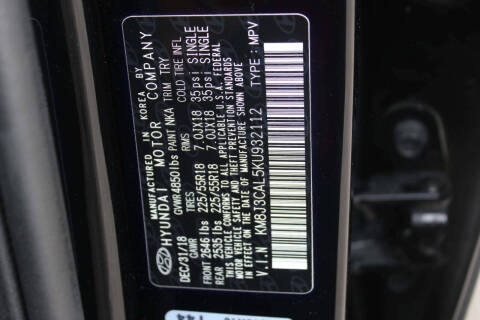 MANUFACTURED IN KOREA BY
HYUNDAI MOTOR COMPANY
DEC/31/18 GVWR 4850lbs PAINT NKA TRIM TRY
GAWR TIRES RIMS COLD TIRE INFL
FRONT 2646 lbs 225/55R18 7.0JX18 35psi SINGLE
REAR 2535 lbs 225/55R18 7.0JX18 35psi SINGLE
THIS VEHICLE CONFORMS TO ALL APPLICABLE U.S.A. FEDERAL
MOTOR VEHICLE SAFETY, BUMPER, AND THEFT PREVENTION STANDARDS
IN EFFECT ON THE DATE OF MANUFACTURE SHOWN ABOVE
V.I.N: KM8J3CAL5KU932112 TYPE: MPV